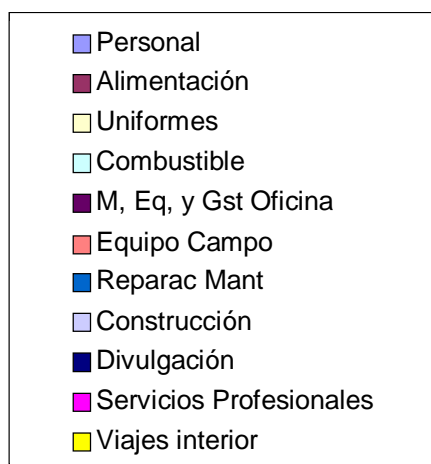 Personal
Alimentación
Uniformes
Combustible
M, Eq, y Gst Oficina
Equipo Campo
Reparac Mant
Construcción
Divulgación
Servicios Profesionales
Viajes interior